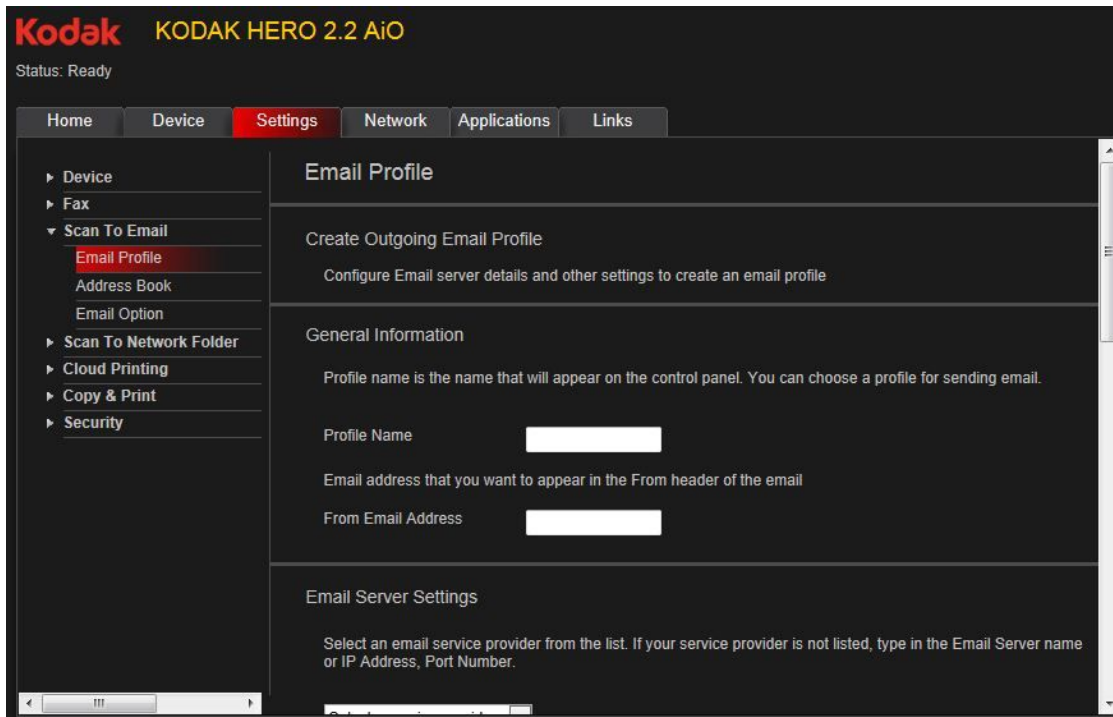 Kodak KODAK HERO 2.2 AiO
Status: Ready
Home Device Settings Network Applications Links
Device
Fax
Scan To Email
Email Profile
Address Book
Email Option
Scan To Network Folder
Cloud Printing
Copy & Print
Security
Email Profile
Create Outgoing Email Profile
Configure Email server details and other settings to create an email profile
General Information
Profile name is the name that will appear on the control panel. You can choose a profile for sending email.
Profile Name
Email address that you want to appear in the From header of the email
From Email Address
Email Server Settings
Select an email service provider from the list. If your service provider is not listed, type in the Email Server name
or IP Address, Port Number.